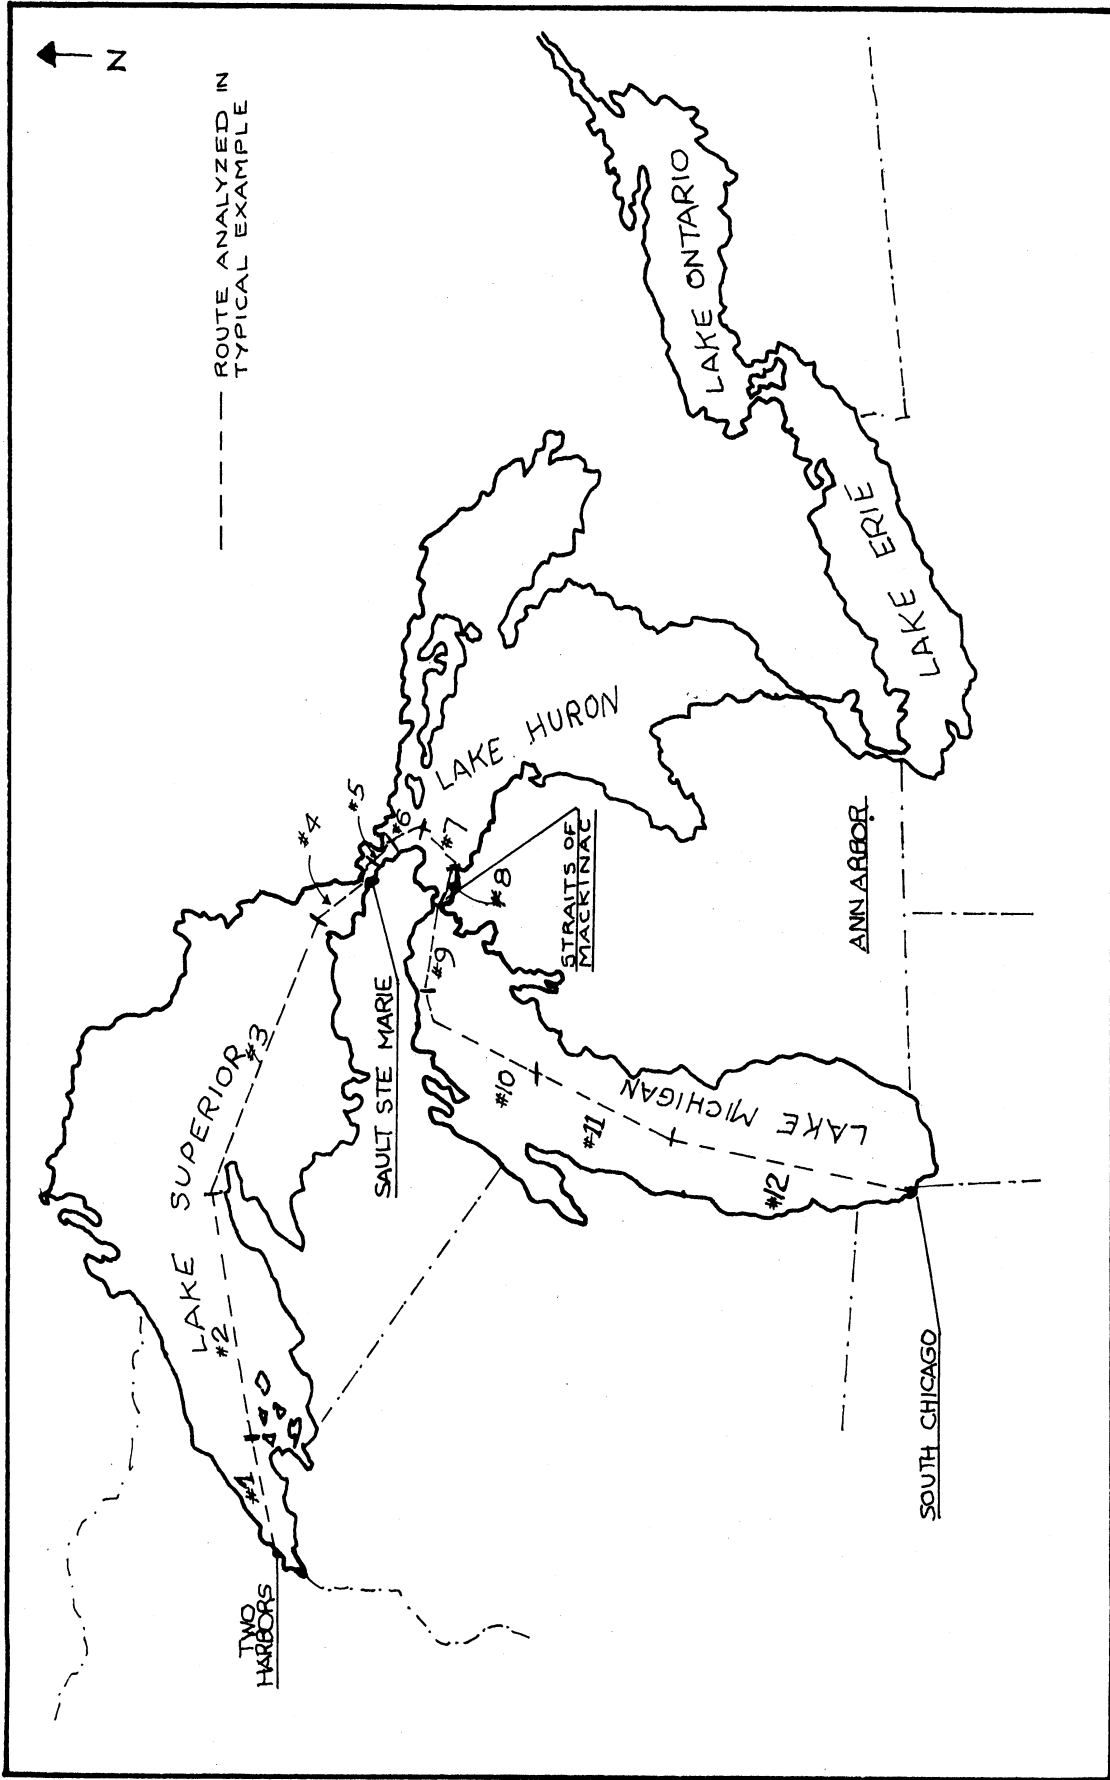 N
ROUTE ANALYZED IN
TYPICAL EXAMPLE
TWO
HARBORS
LAKE SUPERIOR
#1
#2
#3
#4
#5
#6
#7
#8
#9
#10
#11
#12
SAULT STE MARIE
STRAITS OF
MACKINAC
LAKE HURON
LAKE MICHIGAN
LAKE ONTARIO
LAKE ERIE
ANN ARBOR
SOUTH CHICAGO